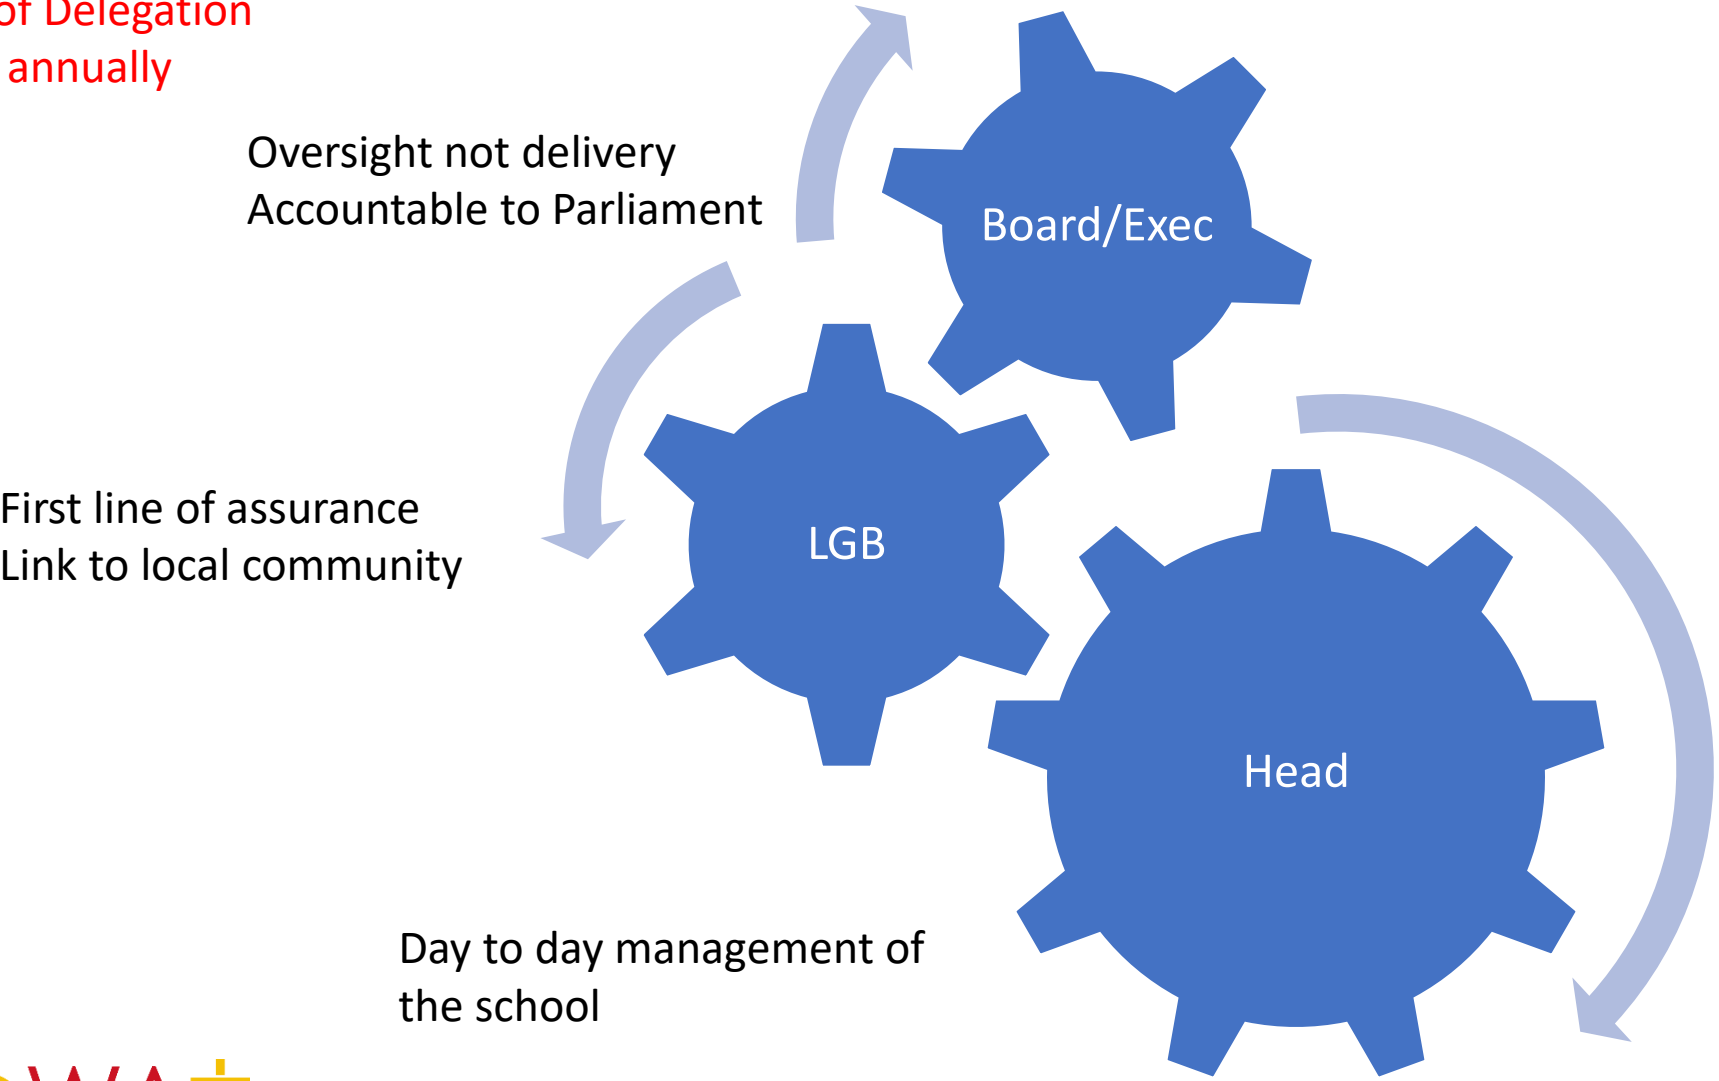 of Delegation
annually
Oversight not delivery
Accountable to Parliament
Board/Exec
First line of assurance
Link to local community
LGB
Head
Day to day management of
the school